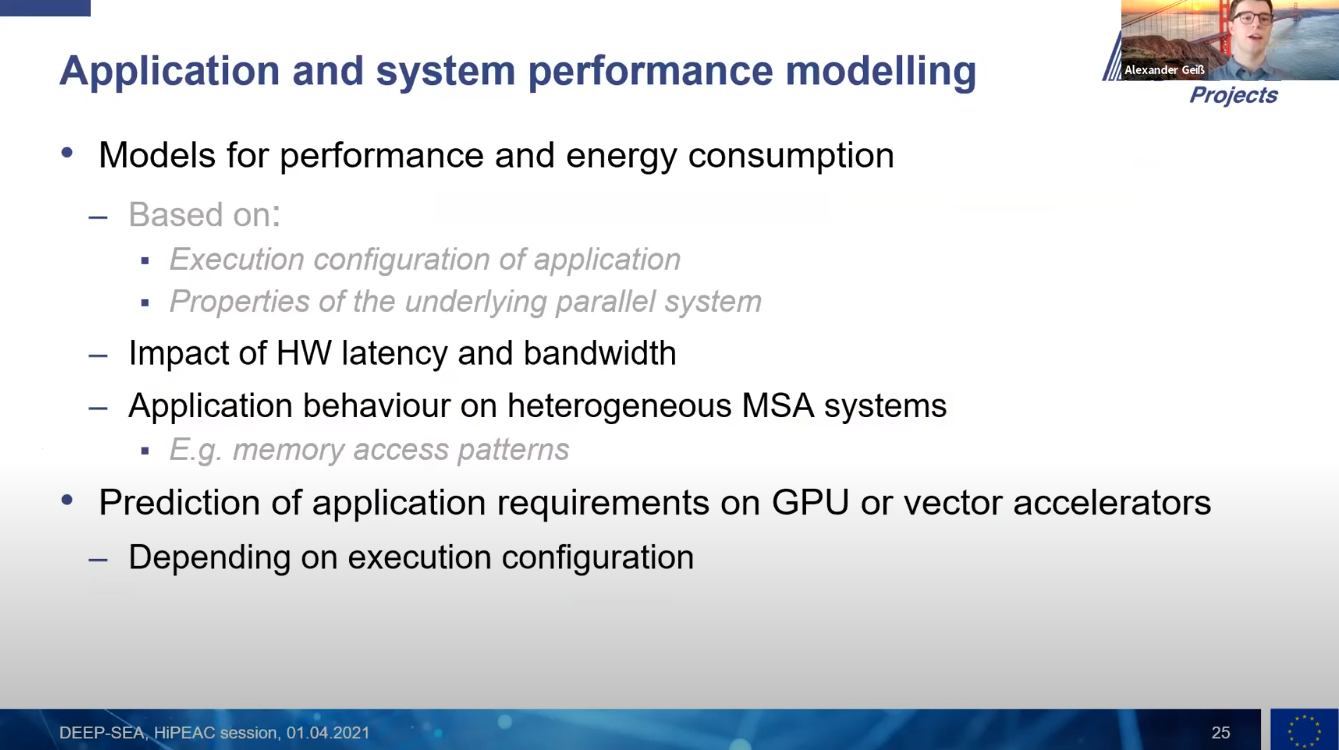 Application and system performance modelling
Alexander Geiß
Projects
• Models for performance and energy consumption
– Based on:
▪ Execution configuration of application
▪ Properties of the underlying parallel system
– Impact of HW latency and bandwidth
– Application behaviour on heterogeneous MSA systems
▪ E.g. memory access patterns
• Prediction of application requirements on GPU or vector accelerators
– Depending on execution configuration
DEEP-SEA, HiPEAC session, 01.04.2021
25